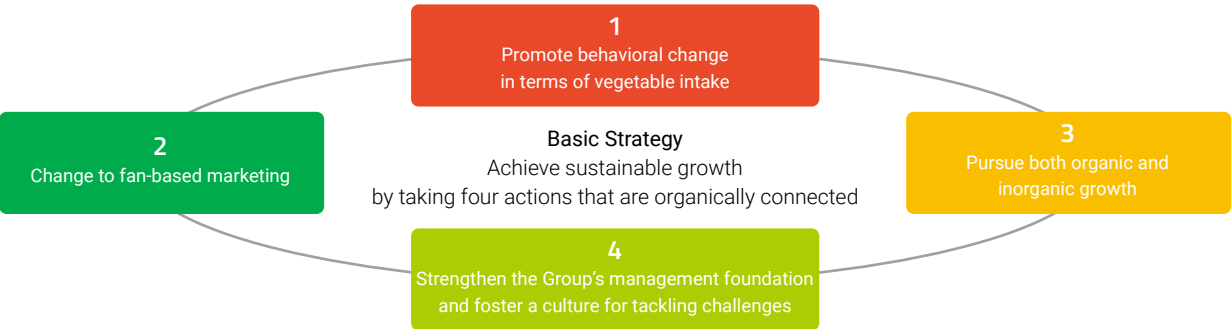 1
Promote behavioral change
in terms of vegetable intake
2
Change to fan-based marketing
Basic Strategy
Achieve sustainable growth
by taking four actions that are organically connected
3
Pursue both organic and
inorganic growth
4
Strengthen the Group’s management foundation
and foster a culture for tackling challenges